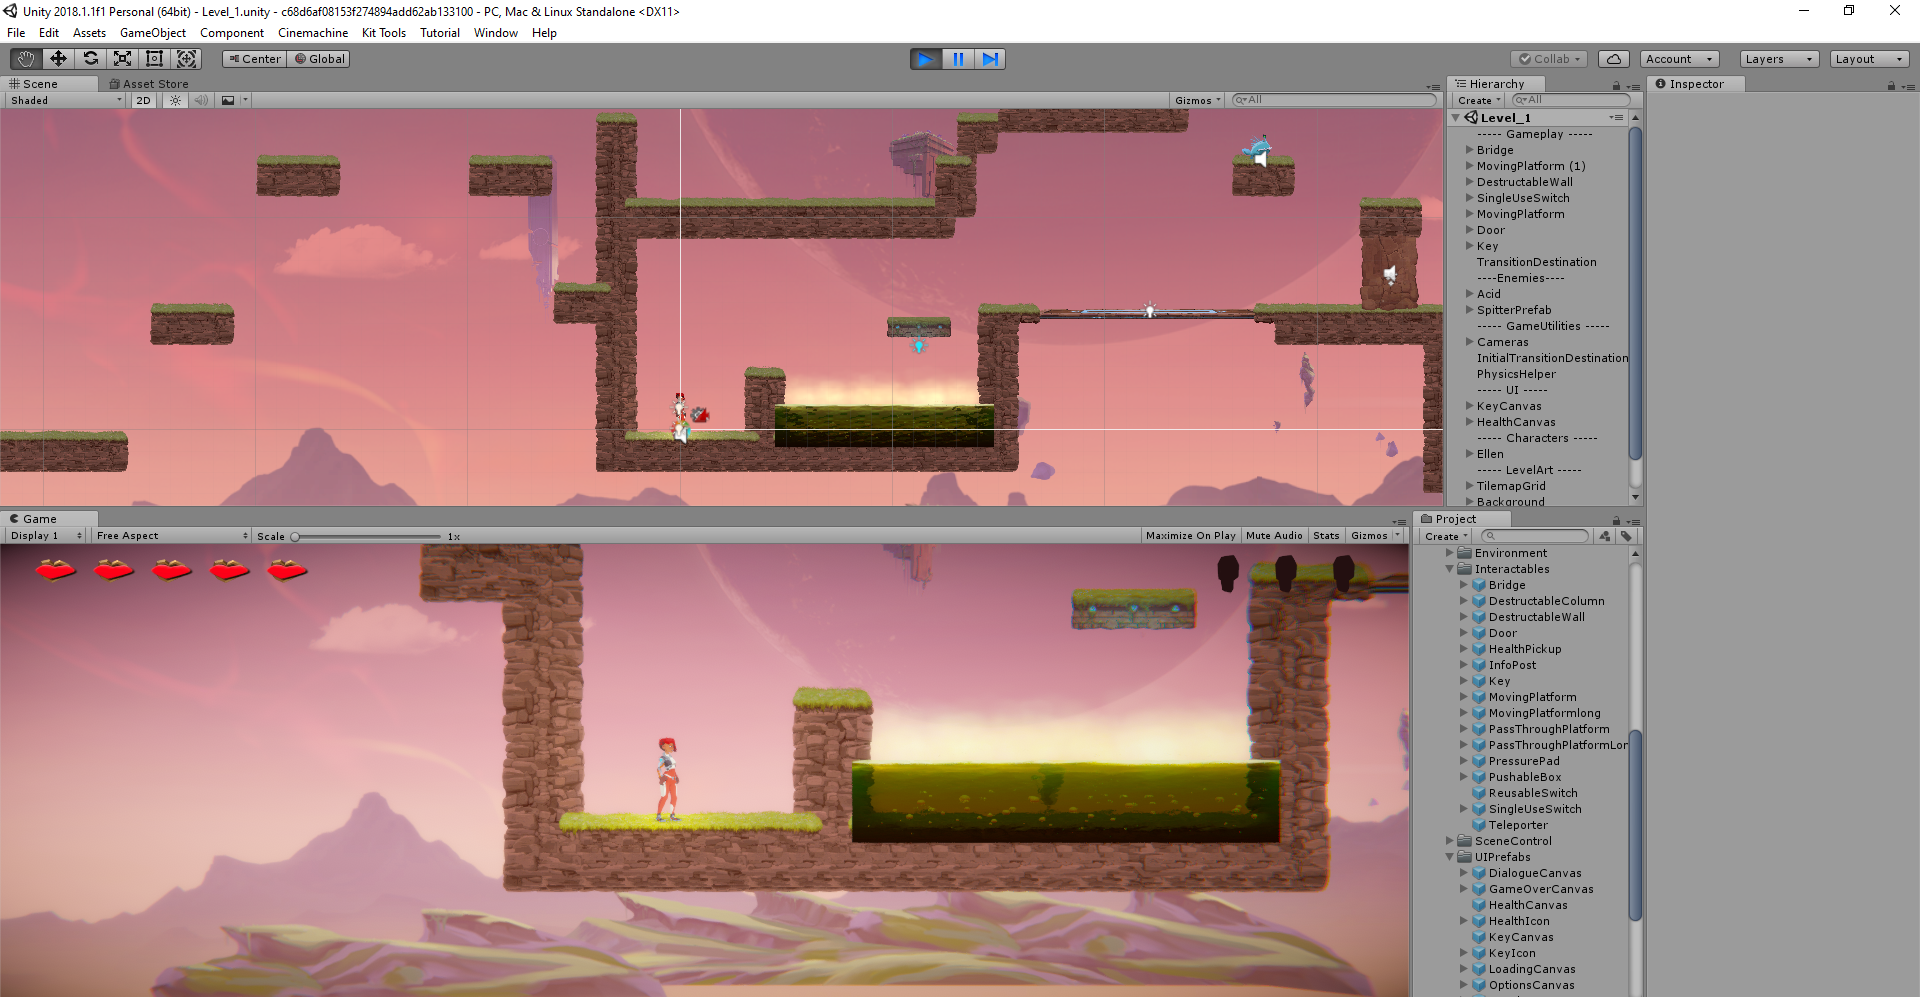 Unity 2018.1.1f1 Personal (64bit) - Level_1.unity - c68d6af08153f274894add62ab133100 - PC, Mac & Linux Standalone <DX11>
File Edit Assets GameObject Component Cinemachine Kit Tools Tutorial Window Help
Center Global Collab Account Layers Layout
Scene Asset Store
Shaded 2D Gizmos All
Hierarchy
Create All
Level_1
----- Gameplay -----
Bridge
MovingPlatform (1)
DestructableWall
SingleUseSwitch
MovingPlatform
Door
Key
TransitionDestination
----Enemies----
Acid
SpitterPrefab
----- GameUtilities -----
Cameras
InitialTransitionDestination
PhysicsHelper
----- UI -----
KeyCanvas
HealthCanvas
----- Characters -----
Ellen
----- LevelArt -----
TilemapGrid
Background
Inspector
Game
Display 1 Free Aspect Scale 1x Maximize On Play Mute Audio Stats Gizmos
Project
Create
Environment
Interactables
Bridge
DestructableColumn
DestructableWall
Door
HealthPickup
InfoPost
Key
MovingPlatform
MovingPlatformlong
PassThroughPlatform
PassThroughPlatformLor
PressurePad
PushableBox
ReusableSwitch
SingleUseSwitch
Teleporter
SceneControl
UIPrefabs
DialogueCanvas
GameOverCanvas
HealthCanvas
HealthIcon
KeyCanvas
KeyIcon
LoadingCanvas
OptionsCanvas